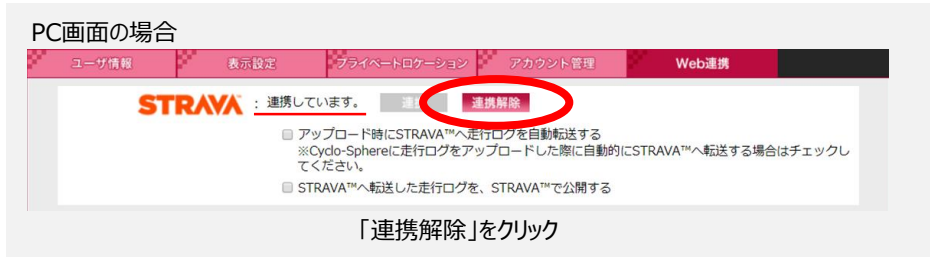 PC画面の場合
ユーザ情報 表示設定 プライベートロケーション アカウント管理 Web連携
STRAVA : 連携しています。 連携解除
アップロード時にSTRAVA™へ走行ログを自動転送する
※Cyclo-Sphereに走行ログをアップロードした際に自動的にSTRAVA™へ転送する場合はチェックし
てください。
STRAVA™へ転送した走行ログを、STRAVA™で公開する
「連携解除」をクリック